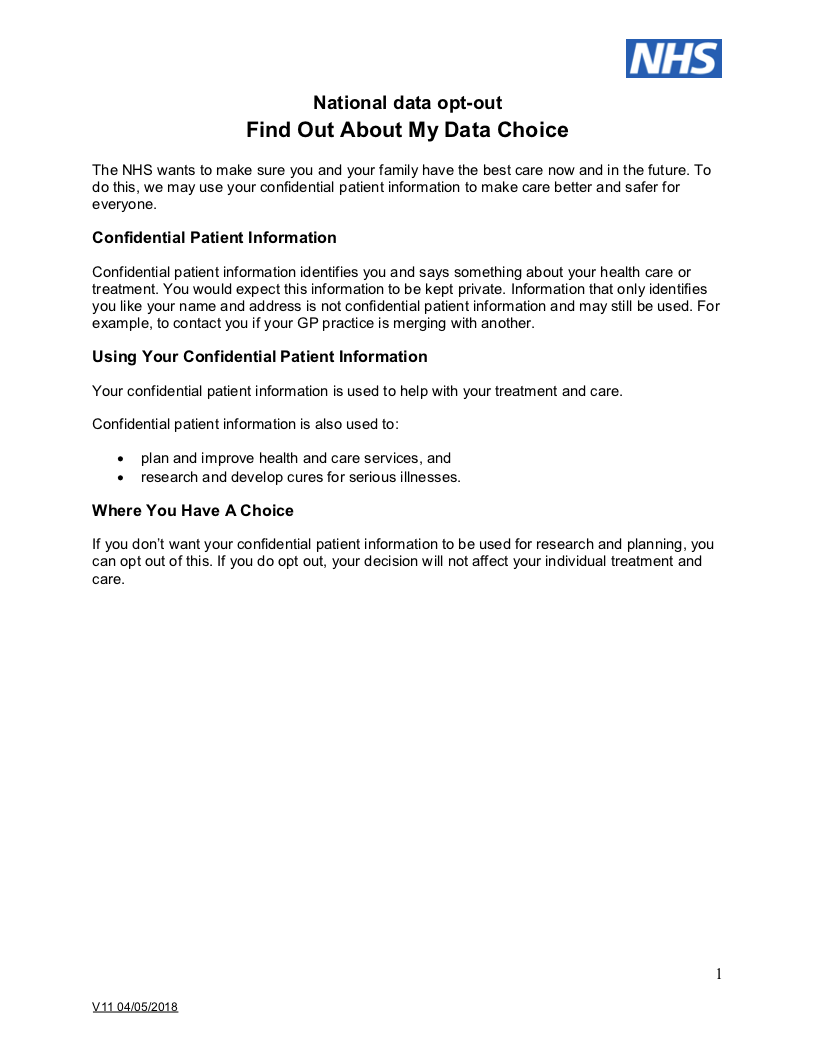 NHS
National data opt-out
Find Out About My Data Choice
The NHS wants to make sure you and your family have the best care now and in the future. To
do this, we may use your confidential patient information to make care better and safer for
everyone.
Confidential Patient Information
Confidential patient information identifies you and says something about your health care or
treatment. You would expect this information to be kept private. Information that only identifies
you like your name and address is not confidential patient information and may still be used. For
example, to contact you if your GP practice is merging with another.
Using Your Confidential Patient Information
Your confidential patient information is used to help with your treatment and care.
Confidential patient information is also used to:
• plan and improve health and care services, and
• research and develop cures for serious illnesses.
Where You Have A Choice
If you don’t want your confidential patient information to be used for research and planning, you
can opt out of this. If you do opt out, your decision will not affect your individual treatment and
care.
1
V11 04/05/2018